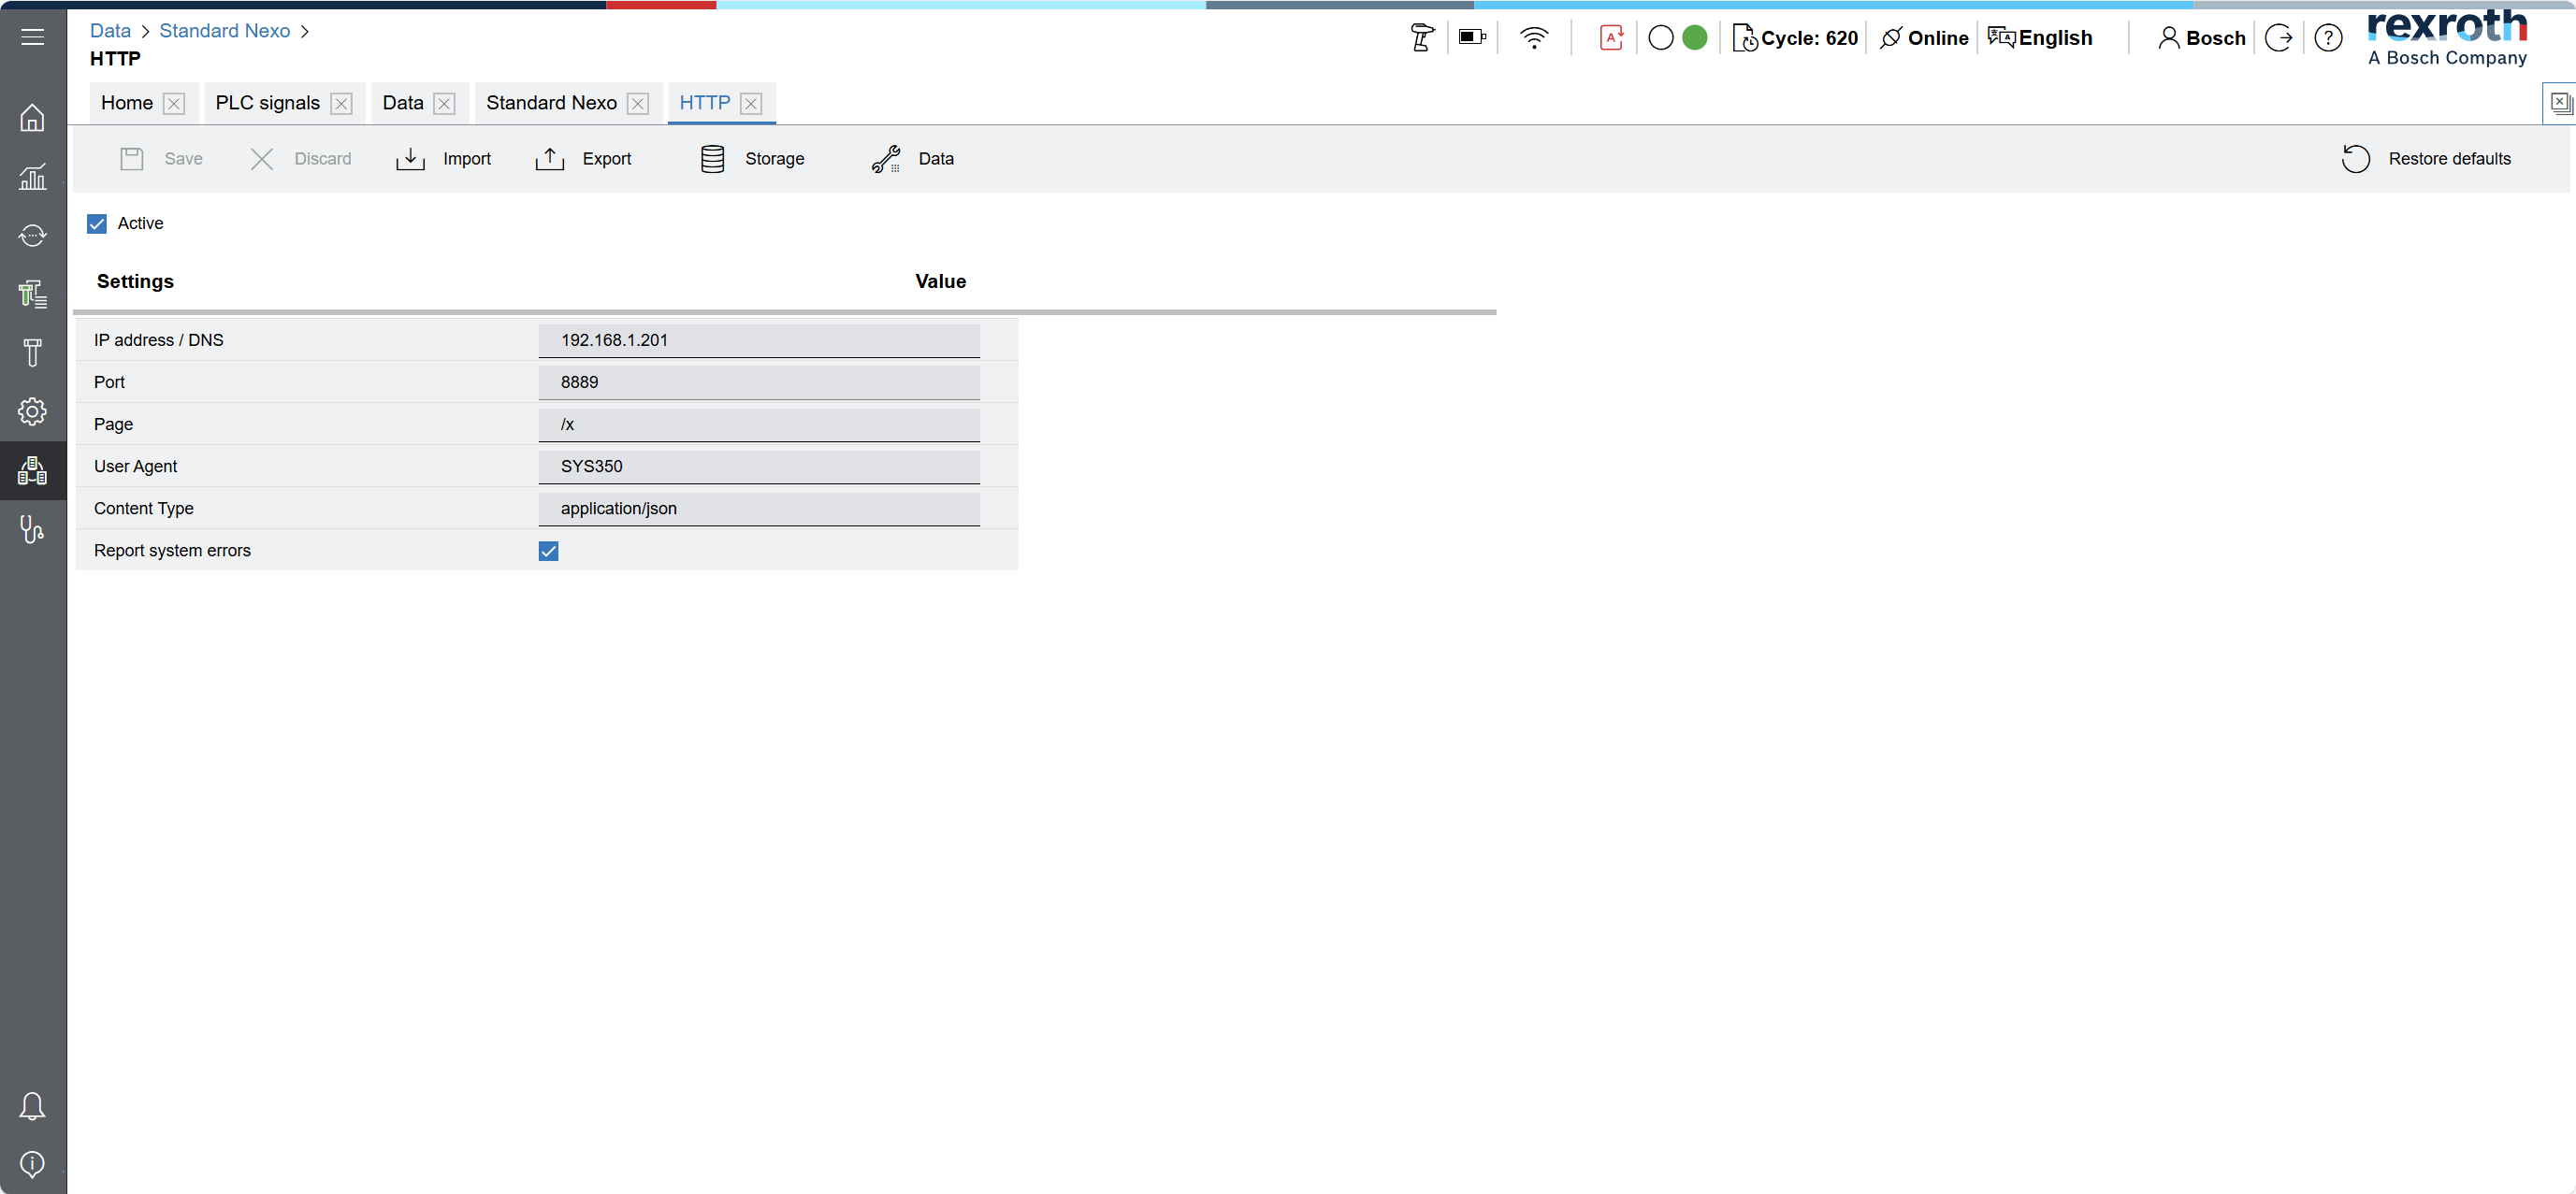 Data > Standard Nexo >
HTTP
Cycle: 620
Online
English
Bosch
rexroth
A Bosch Company
Home
PLC signals
Data
Standard Nexo
HTTP
Save
Discard
Import
Export
Storage
Data
Restore defaults
Active
Settings Value
IP address / DNS 192.168.1.201
Port 8889
Page /x
User Agent SYS350
Content Type application/json
Report system errors